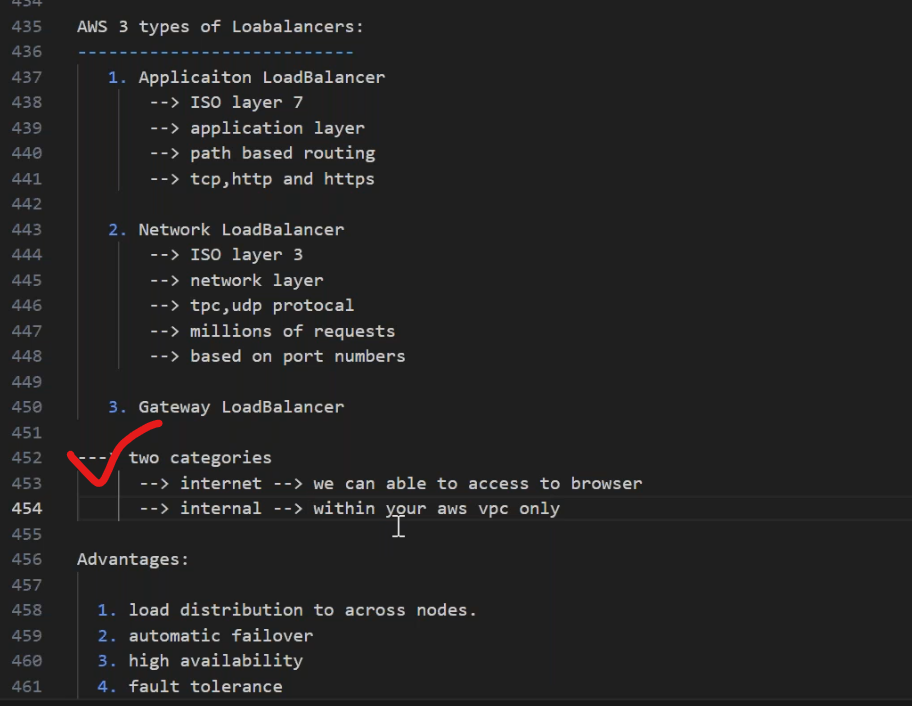 434
435 AWS 3 types of Loabalancers:
436 ---------------------------
437 1. Applicaiton LoadBalancer
438 --> ISO layer 7
439 --> application layer
440 --> path based routing
441 --> tcp,http and https
442
443 2. Network LoadBalancer
444 --> ISO layer 3
445 --> network layer
446 --> tpc,udp protocal
447 --> millions of requests
448 --> based on port numbers
449
450 3. Gateway LoadBalancer
451
452 ---- two categories
453 --> internet --> we can able to access to browser
454 --> internal --> within your aws vpc only
455
456 Advantages:
457
458 1. load distribution to across nodes.
459 2. automatic failover
460 3. high availability
461 4. fault tolerance